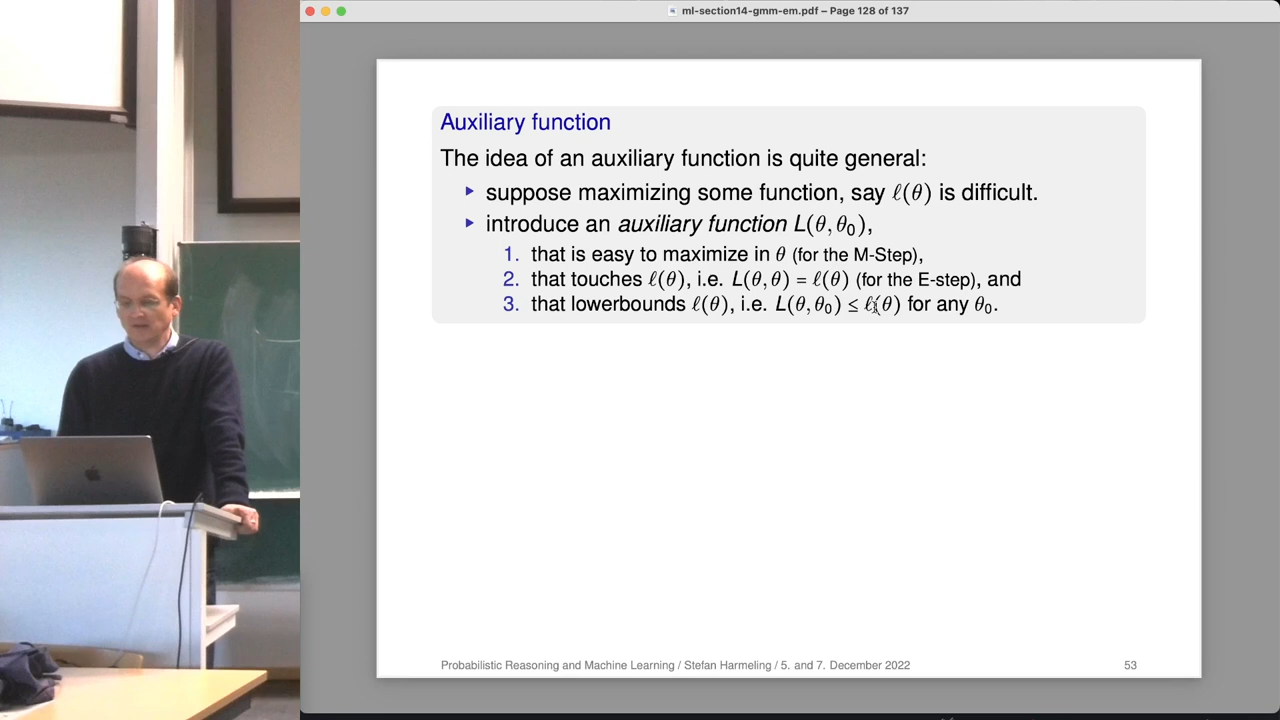 ml-section14-gmm-em.pdf – Page 128 of 137
Auxiliary function
The idea of an auxiliary function is quite general:
▸ suppose maximizing some function, say ℓ(θ) is difficult.
▸ introduce an auxiliary function L(θ, θ₀),
1. that is easy to maximize in θ (for the M-Step),
2. that touches ℓ(θ), i.e. L(θ, θ) = ℓ(θ) (for the E-step), and
3. that lowerbounds ℓ(θ), i.e. L(θ, θ₀) ≤ ℓ(θ) for any θ₀.
Probabilistic Reasoning and Machine Learning / Stefan Harmeling / 5. and 7. December 2022
53